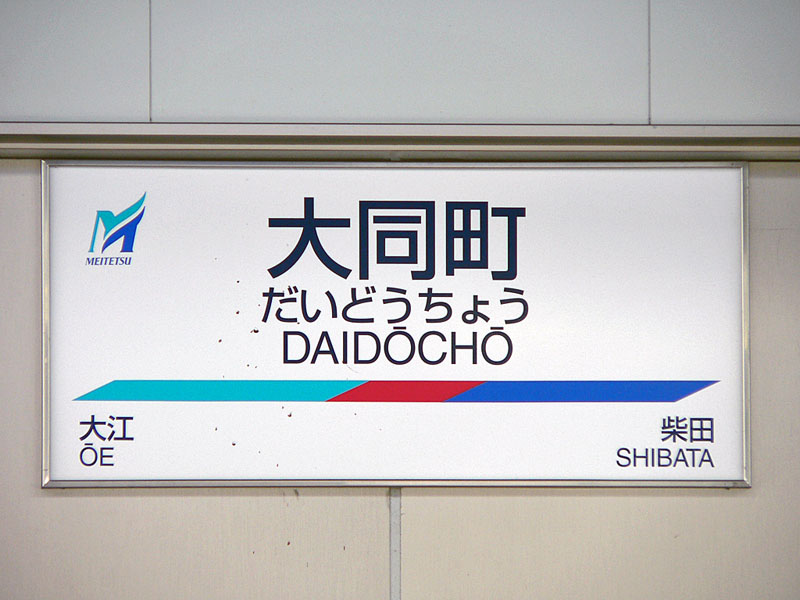 MEITETSU
大同町
だいどうちょう
DAIDŌCHŌ
大江
ŌE
柴田
SHIBATA